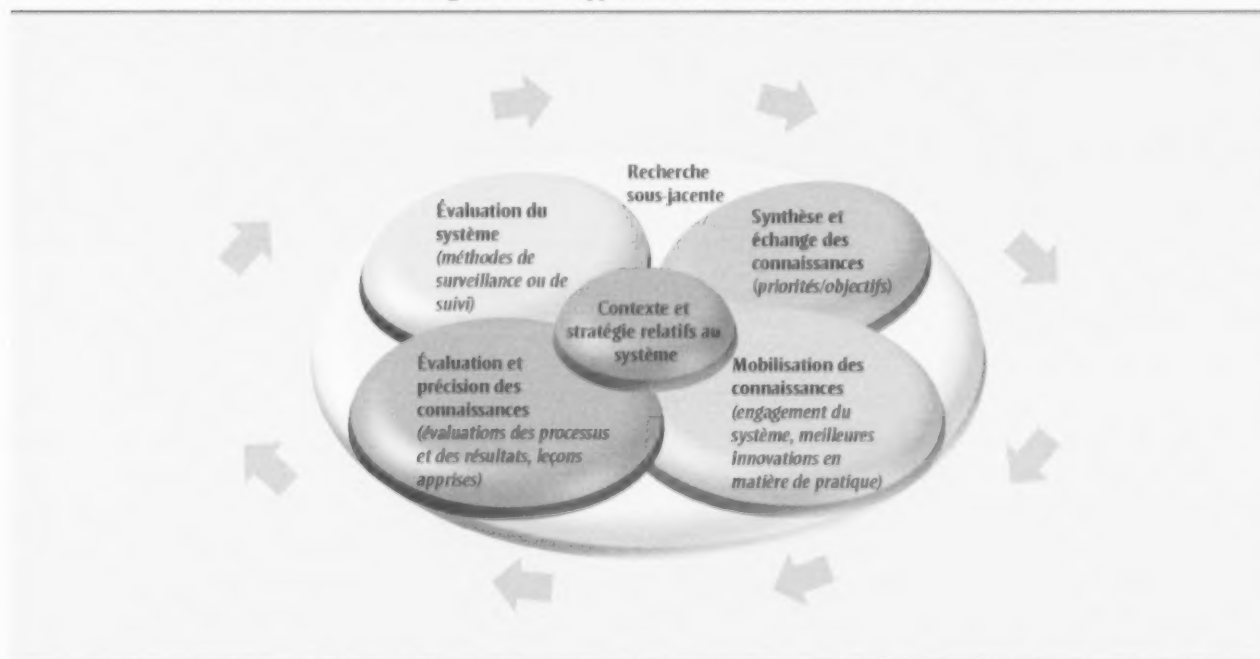 Recherche
sous-jacente
Évaluation du
système
(méthodes de
surveillance ou de
suivi)
Synthèse et
échange des
connaissances
(priorités/objectifs)
Contexte et
stratégie relatifs au
système
Évaluation et
précision des
connaissances
(évaluations des processus
et des résultats, leçons
apprises)
Mobilisation des
connaissances
(engagement du
système, meilleures
innovations en
matière de pratique)